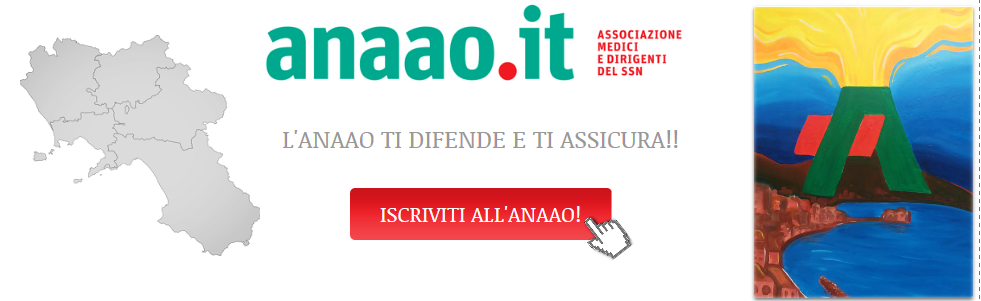 anaao.it
ASSOCIAZIONE
MEDICI
E DIRIGENTI
DEL SSN
L'ANAAO TI DIFENDE E TI ASSICURA!!
ISCRIVITI ALL'ANAAO!